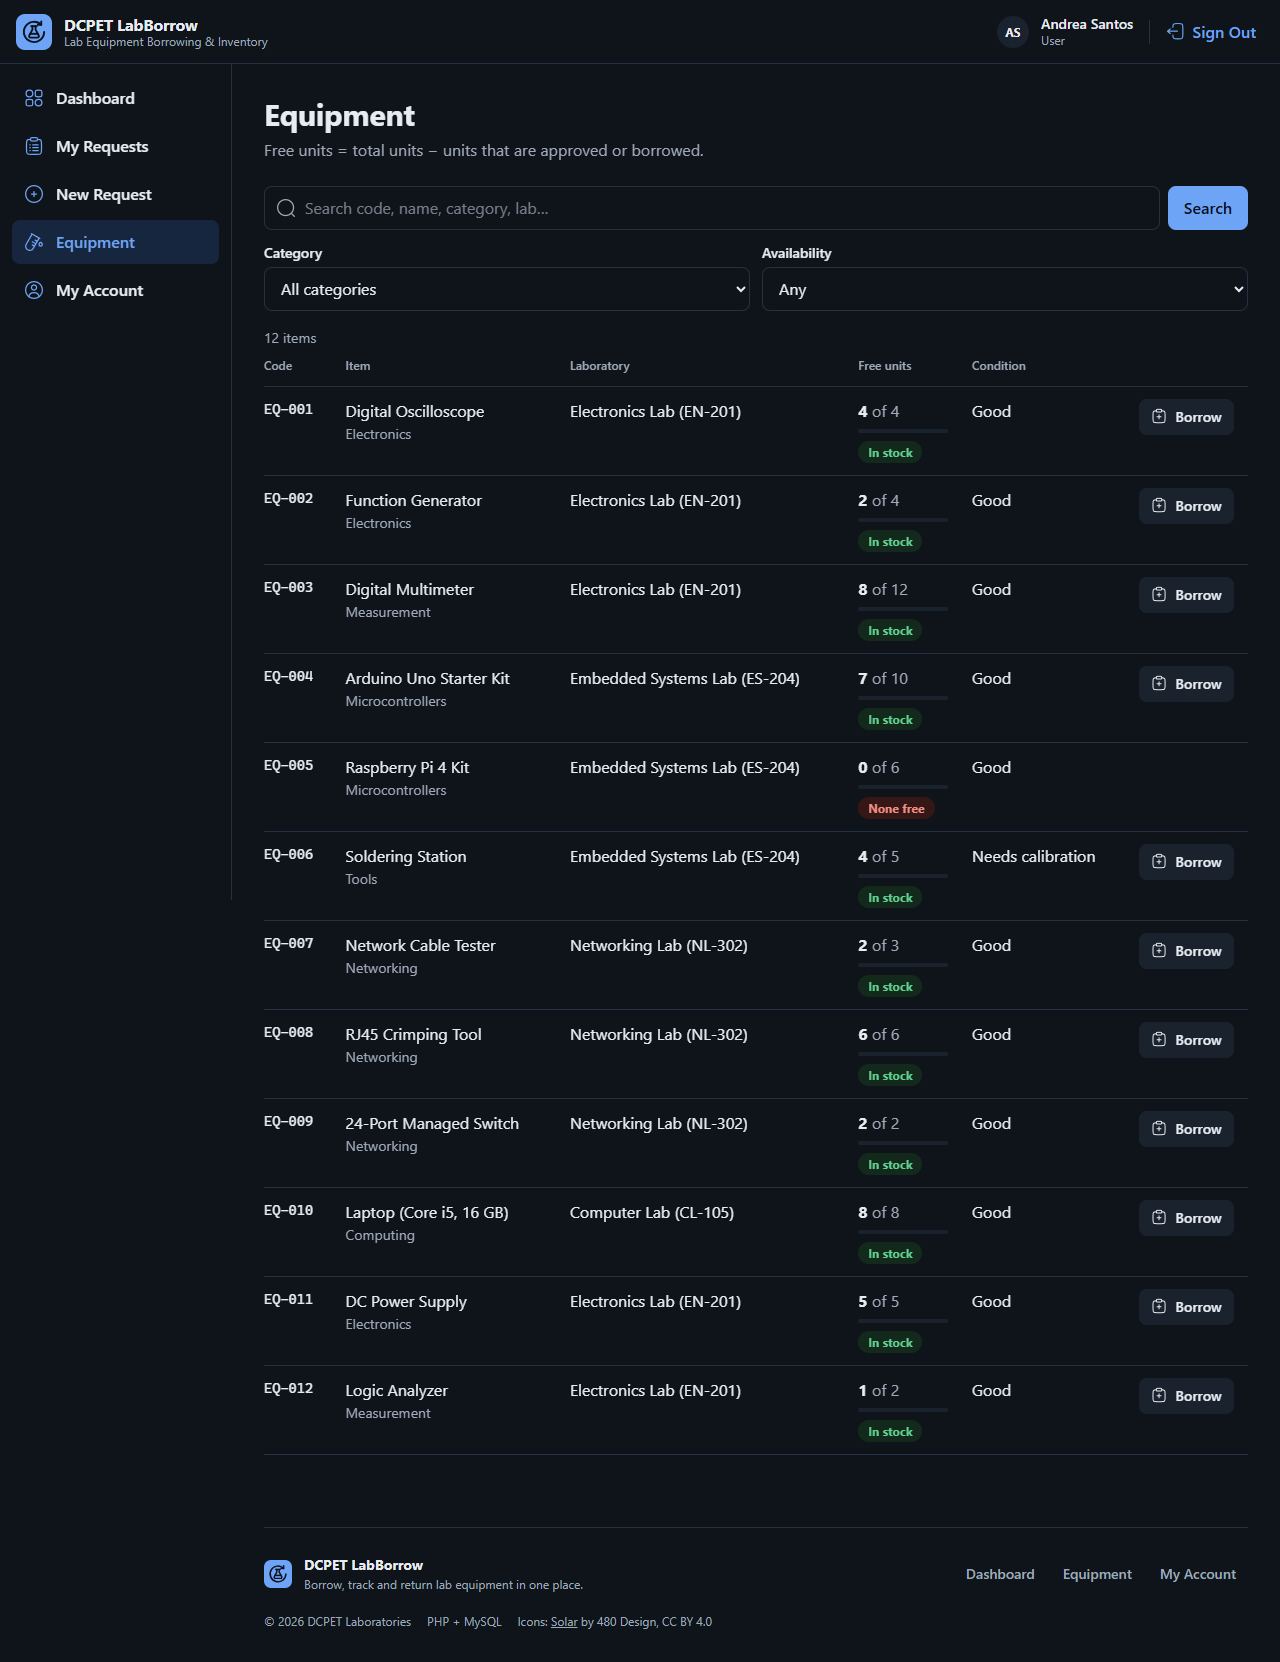 DCPET LabBorrow
Lab Equipment Borrowing & Inventory
AS
Andrea Santos
User
Sign Out
Dashboard
My Requests
New Request
Equipment
My Account
Equipment
Free units = total units − units that are approved or borrowed.
Search code, name, category, lab...
Search
Category
Availability
All categories
Any
12 items
Code Item Laboratory Free units Condition
EQ-001 Digital Oscilloscope Electronics Lab (EN-201) 4 of 4 Good Borrow
Electronics
In stock
EQ-002 Function Generator Electronics Lab (EN-201) 2 of 4 Good Borrow
Electronics
In stock
EQ-003 Digital Multimeter Electronics Lab (EN-201) 8 of 12 Good Borrow
Measurement
In stock
EQ-004 Arduino Uno Starter Kit Embedded Systems Lab (ES-204) 7 of 10 Good Borrow
Microcontrollers
In stock
EQ-005 Raspberry Pi 4 Kit Embedded Systems Lab (ES-204) 0 of 6 Good
Microcontrollers
None free
EQ-006 Soldering Station Embedded Systems Lab (ES-204) 4 of 5 Needs calibration Borrow
Tools
In stock
EQ-007 Network Cable Tester Networking Lab (NL-302) 2 of 3 Good Borrow
Networking
In stock
EQ-008 RJ45 Crimping Tool Networking Lab (NL-302) 6 of 6 Good Borrow
Networking
In stock
EQ-009 24-Port Managed Switch Networking Lab (NL-302) 2 of 2 Good Borrow
Networking
In stock
EQ-010 Laptop (Core i5, 16 GB) Computer Lab (CL-105) 8 of 8 Good Borrow
Computing
In stock
EQ-011 DC Power Supply Electronics Lab (EN-201) 5 of 5 Good Borrow
Electronics
In stock
EQ-012 Logic Analyzer Electronics Lab (EN-201) 1 of 2 Good Borrow
Measurement
In stock
DCPET LabBorrow
Borrow, track and return lab equipment in one place.
Dashboard Equipment My Account
© 2026 DCPET Laboratories PHP + MySQL Icons: Solar by 480 Design, CC BY 4.0